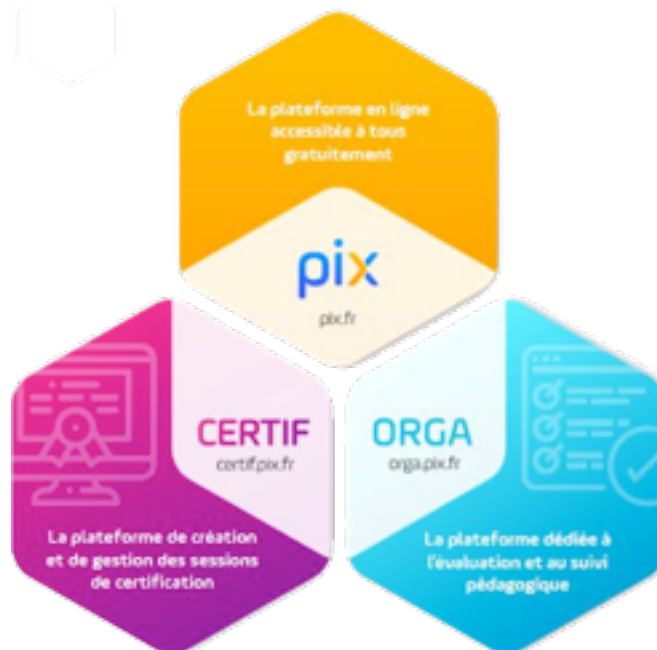 La plateforme en ligne
accessible à tous
gratuitement
pix
pix.fr
CERTIF
certif.pix.fr
La plateforme de création
et de gestion des sessions
de certification
ORGA
orga.pix.fr
La plateforme dédiée à
l'évaluation et au suivi
pédagogique